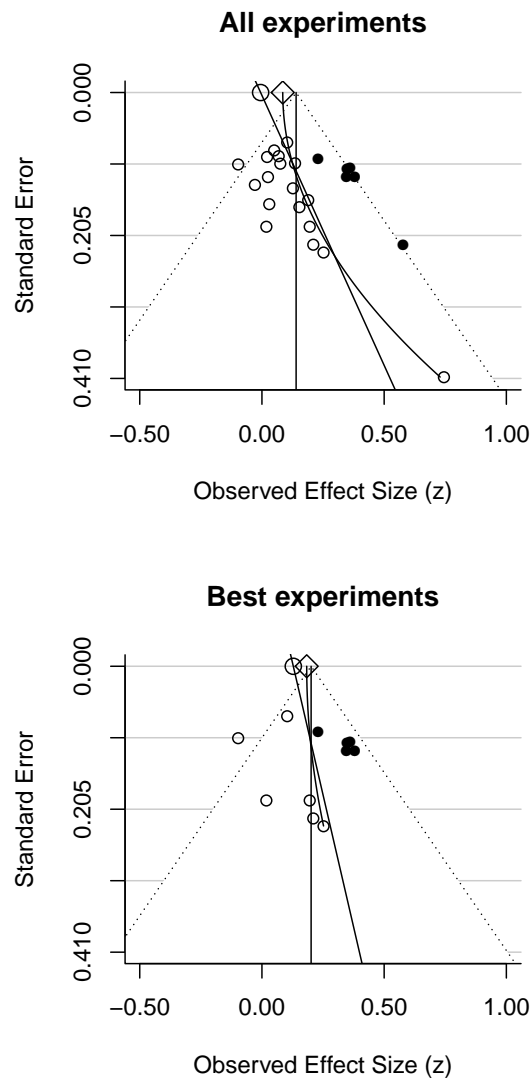 All experiments
0.000
0.205
0.410
Standard Error
−0.50
0.00
0.50
1.00
Observed Effect Size (z)
Best experiments
0.000
0.205
0.410
Standard Error
−0.50
0.00
0.50
1.00
Observed Effect Size (z)